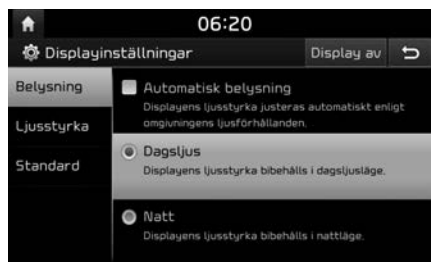 06:20
Displayinställningar
Display av
Belysning
Ljusstyrka
Standard
Automatisk belysning
Displayens ljusstyrka justeras automatiskt enligt
omgivningens ljusförhållanden.
Dagsljus
Displayens ljusstyrka bibehålls i dagsljusläge.
Natt
Displayens ljusstyrka bibehålls i nattläge.